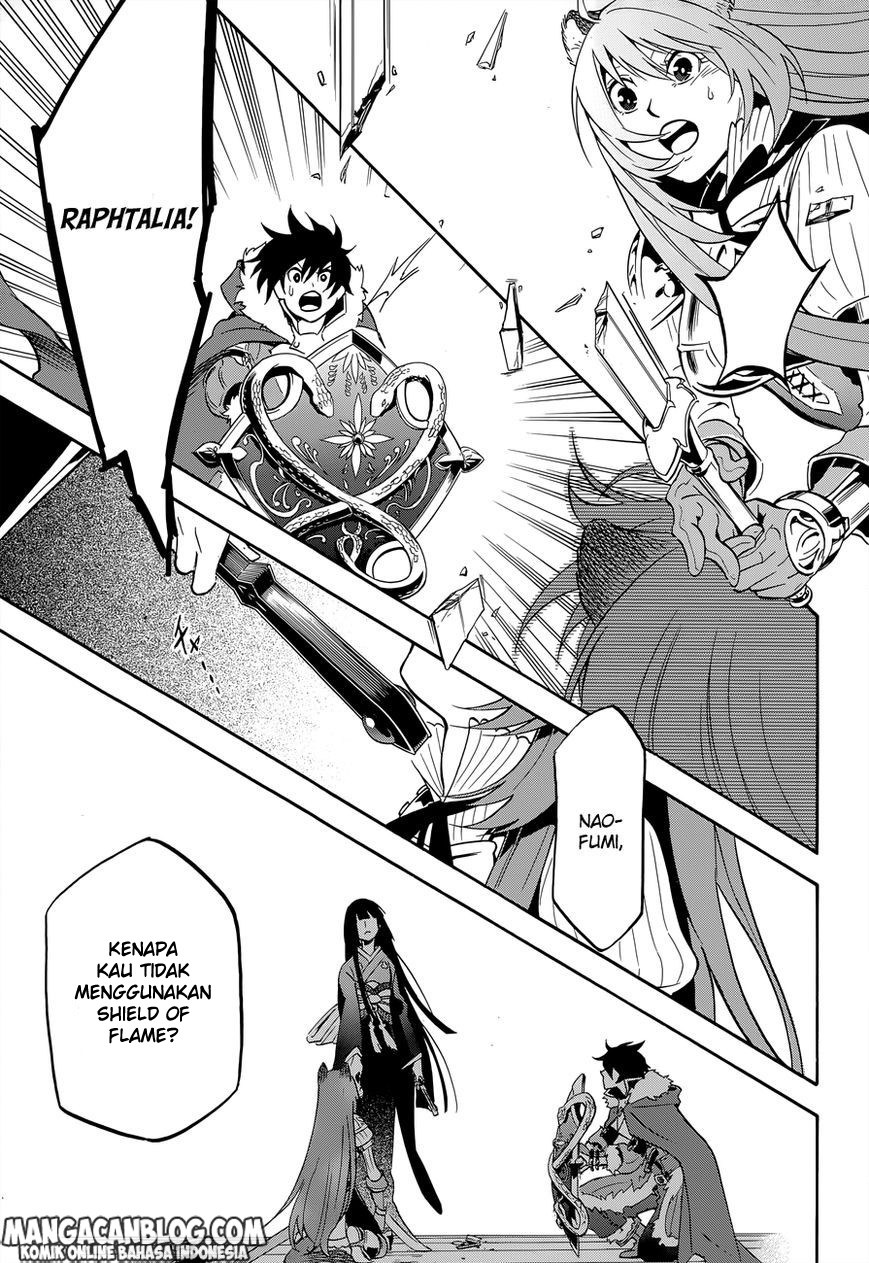 RAPHTALIA!
NAO-
FUMI,
KENAPA
KAU TIDAK
MENGGUNAKAN
SHIELD OF
FLAME?
MANGACANBLOG.COM
KOMIK ONLINE BAHASA INDONESIA